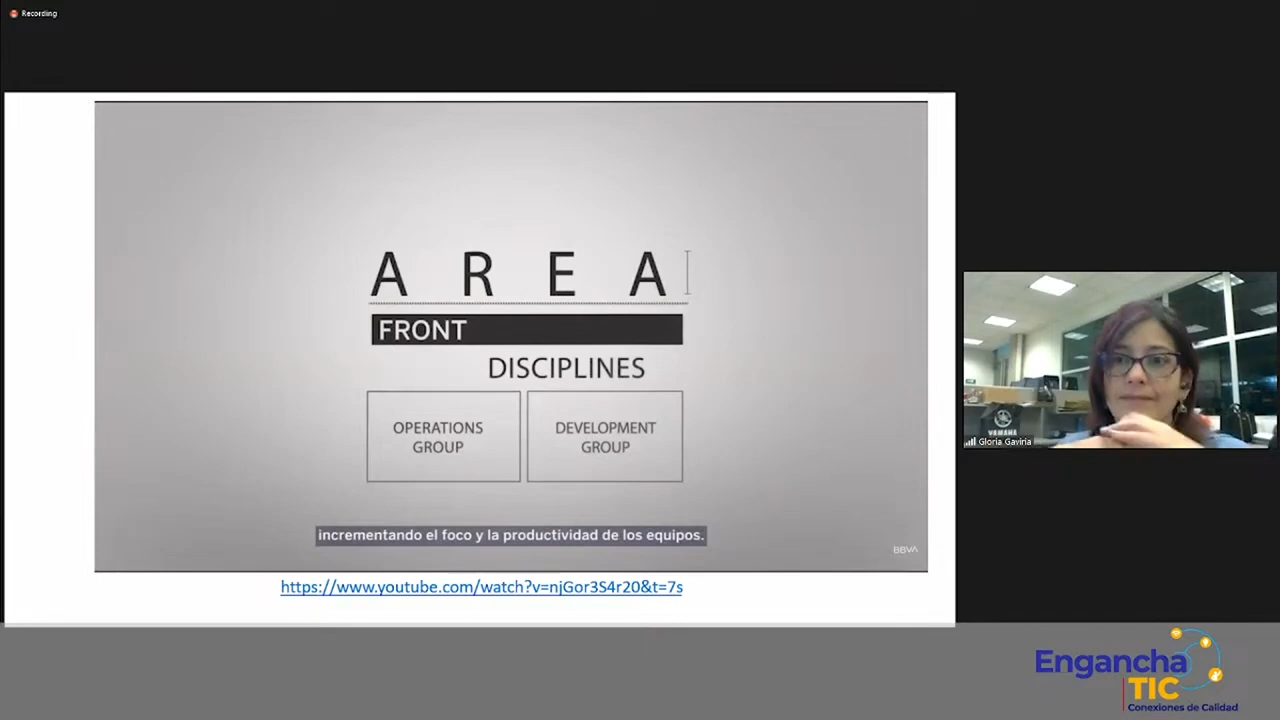 Recording
A R E A
FRONT
DISCIPLINES
OPERATIONS
GROUP
DEVELOPMENT
GROUP
incrementando el foco y la productividad de los equipos.
BBVA
https://www.youtube.com/watch?v=njGor3S4r20&t=7s
YAMAHA
Gloria Gaviria
Engancha
TIC
Conexiones de Calidad